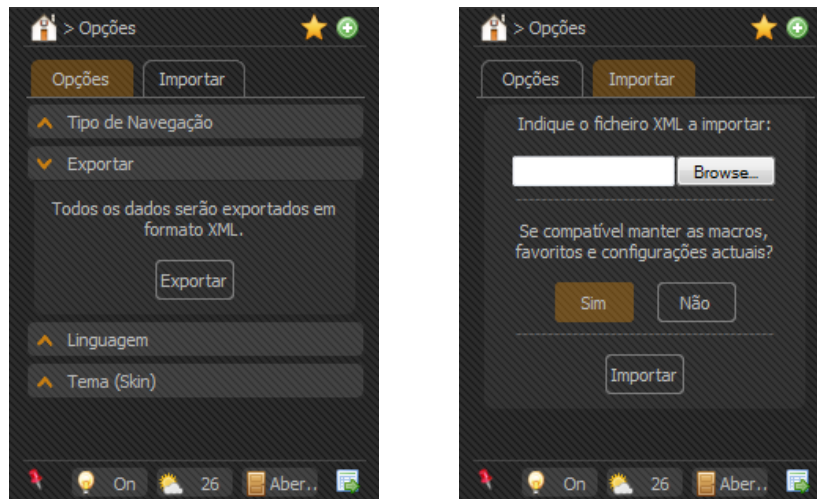 > Opções
Opções Importar
Tipo de Navegação
Exportar
Todos os dados serão exportados em
formato XML.
Exportar
Linguagem
Tema (Skin)
On 26 Aber..
> Opções
Opções Importar
Indique o ficheiro XML a importar:
Browse...
Se compatível manter as macros,
favoritos e configurações actuais?
Sim Não
Importar
On 26 Aber..